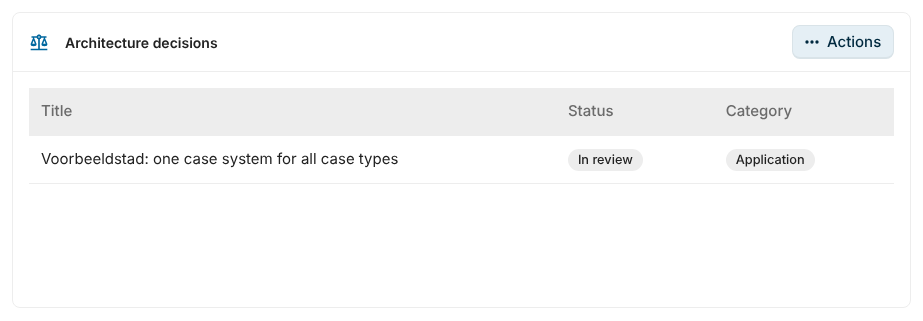 Architecture decisions
••• Actions
Title Status Category
Voorbeeldstad: one case system for all case types In review Application